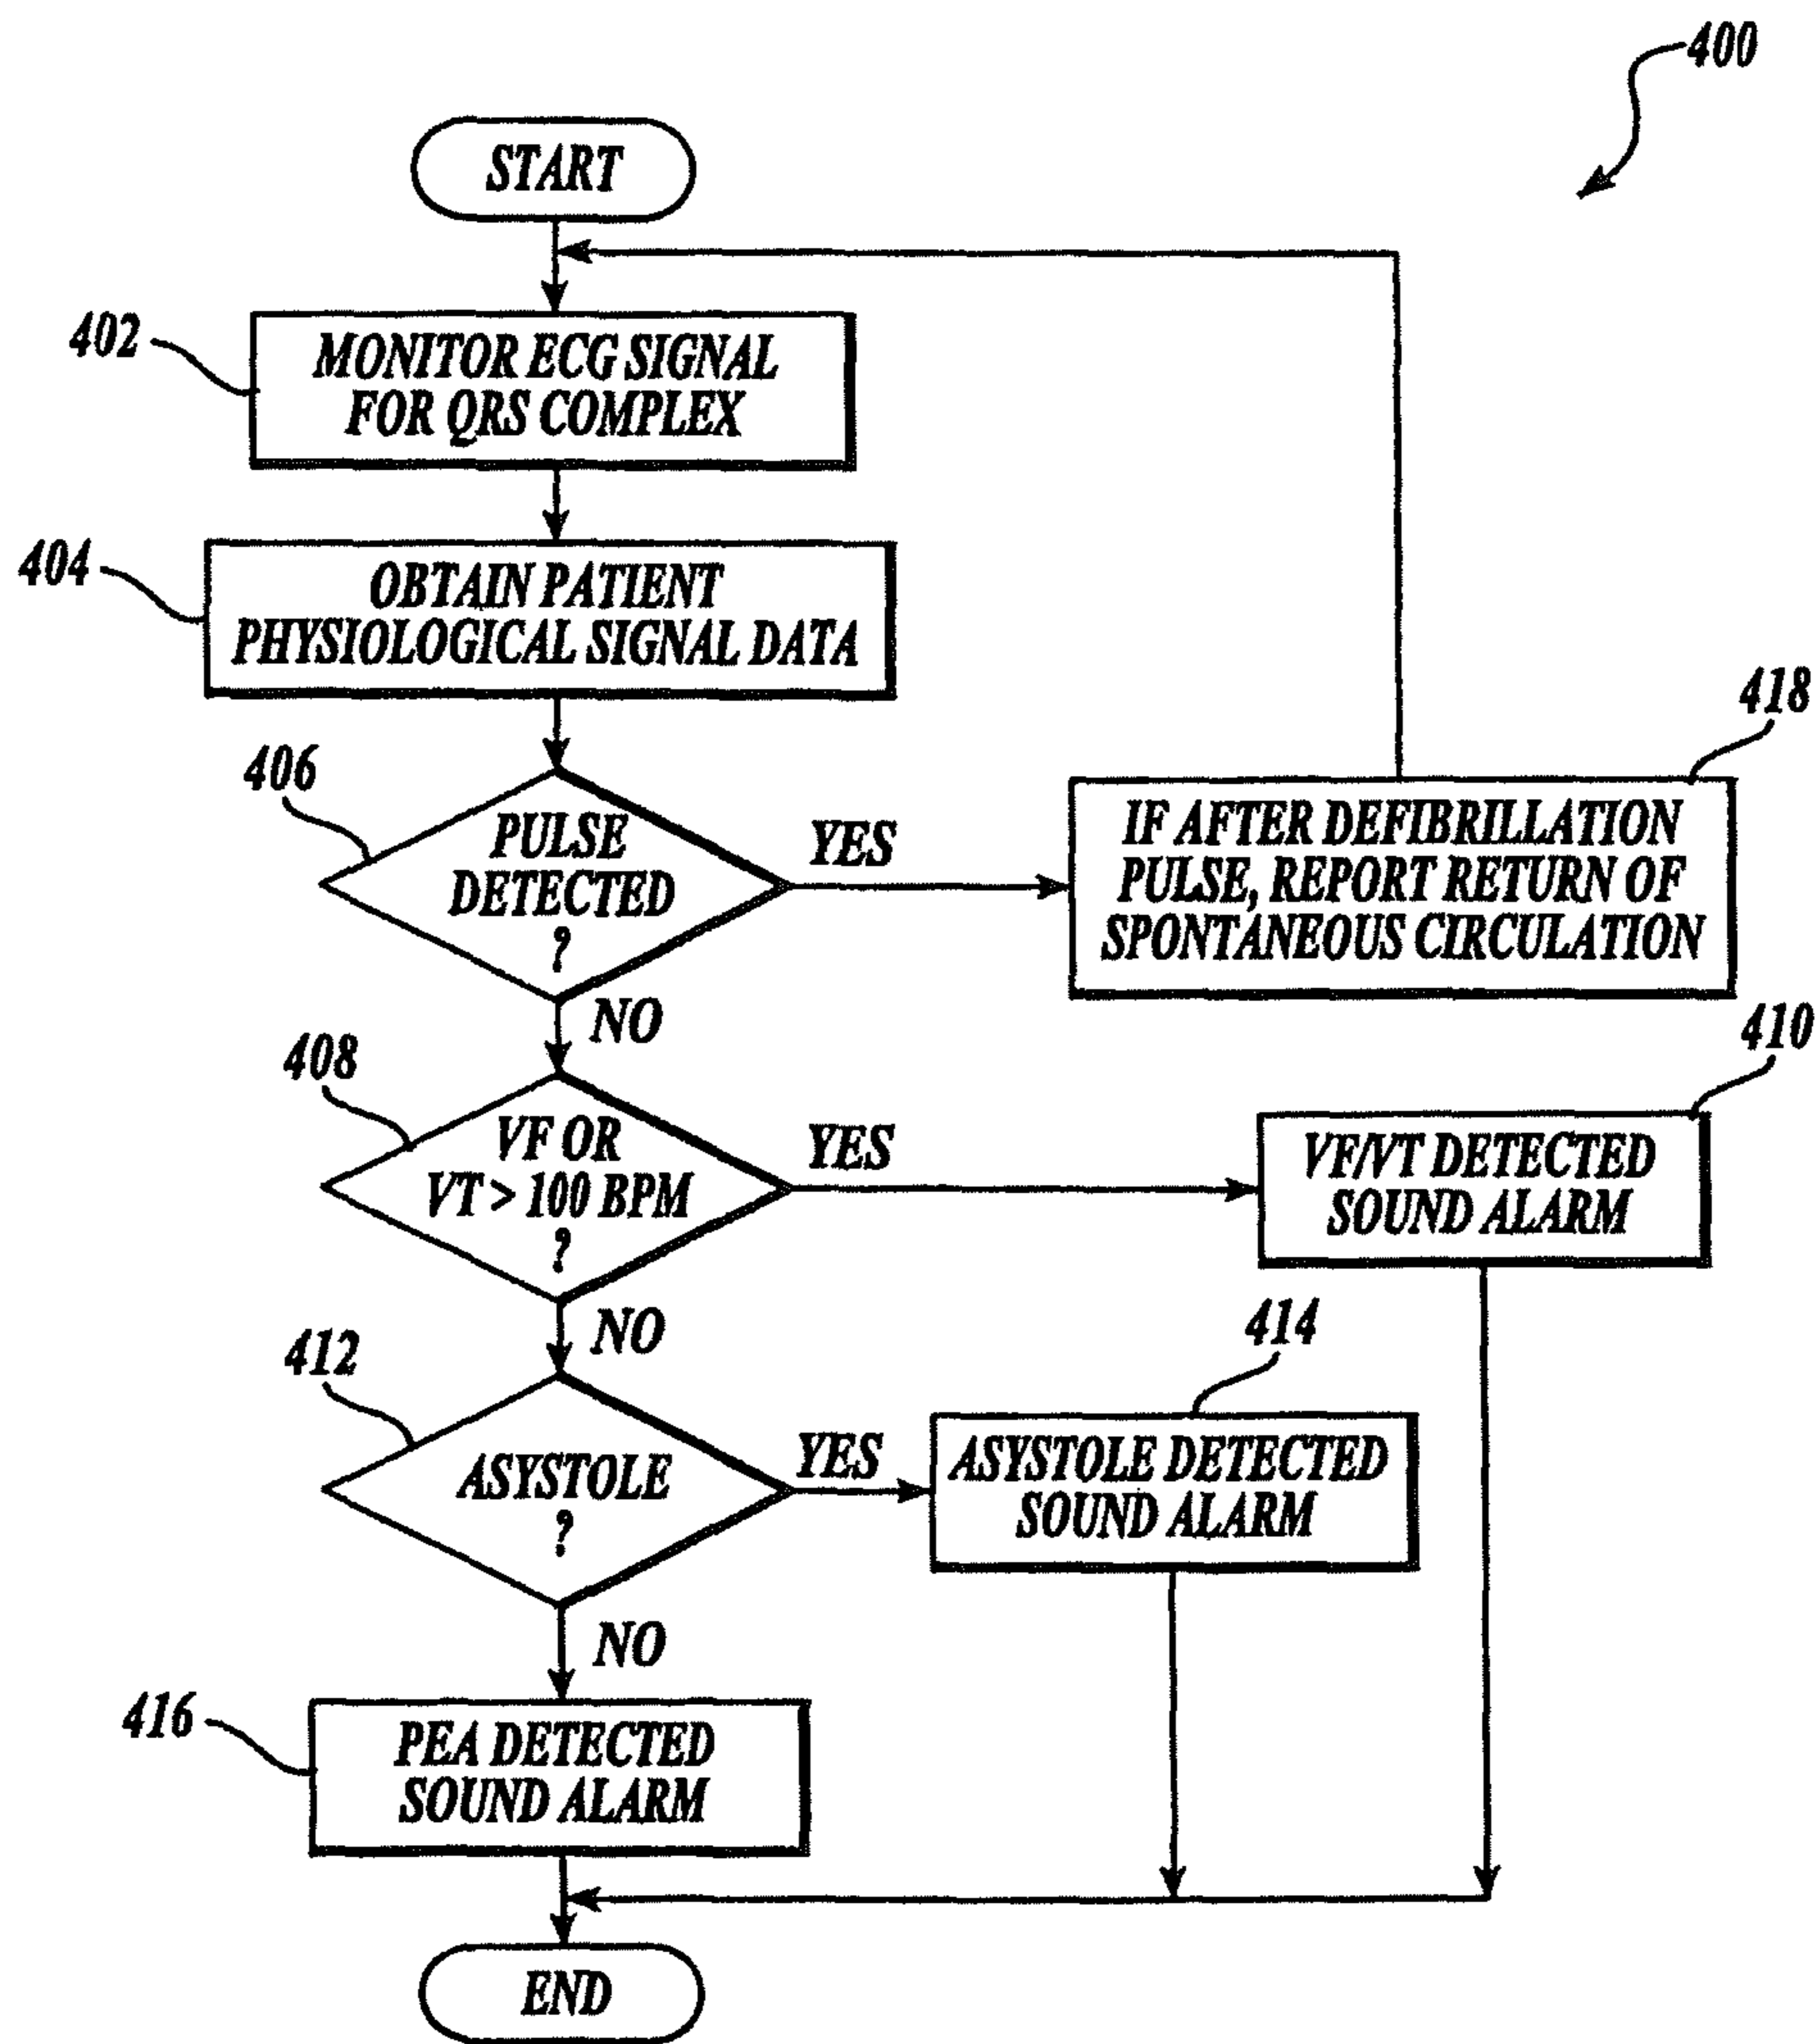 400
START
402
MONITOR ECG SIGNAL
FOR QRS COMPLEX
404
OBTAIN PATIENT
PHYSIOLOGICAL SIGNAL DATA
406
PULSE
DETECTED
?
YES
418
IF AFTER DEFIBRILLATION
PULSE, REPORT RETURN OF
SPONTANEOUS CIRCULATION
NO
408
VF OR
VT > 100 BPM
?
YES
410
VF/VT DETECTED
SOUND ALARM
NO
412
ASYSTOLE
?
YES
414
ASYSTOLE DETECTED
SOUND ALARM
NO
416
PEA DETECTED
SOUND ALARM
END